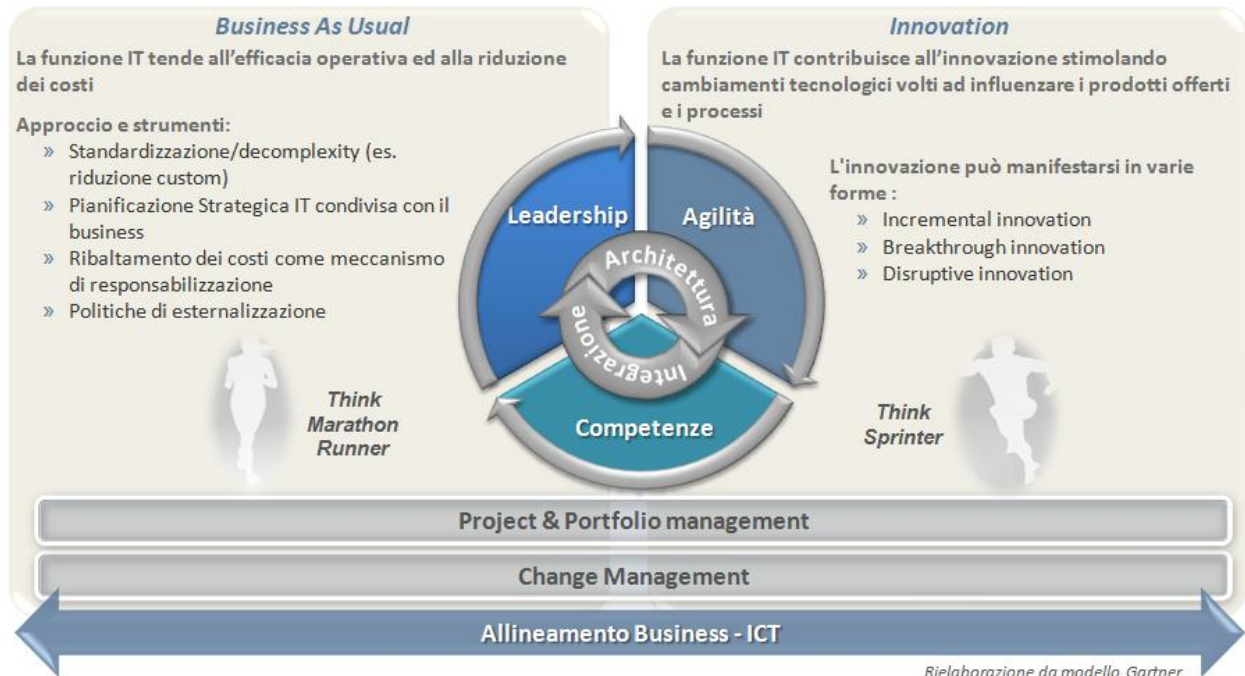 Business As Usual
La funzione IT tende all'efficacia operativa ed alla riduzione
dei costi
Approccio e strumenti:
» Standardizzazione/decomplexity (es.
riduzione custom)
» Pianificazione Strategica IT condivisa con il
business
» Ribaltamento dei costi come meccanismo
di responsabilizzazione
» Politiche di esternalizzazione
Think
Marathon
Runner
Innovation
La funzione IT contribuisce all'innovazione stimolando
cambiamenti tecnologici volti ad influenzare i prodotti offerti
e i processi
L'innovazione può manifestarsi in varie
forme :
» Incremental innovation
» Breakthrough innovation
» Disruptive innovation
Think
Sprinter
Leadership
Agilità
Architettura
Integrazione
Competenze
Project & Portfolio management
Change Management
Allineamento Business - ICT
Rielaborazione da modello Gartner